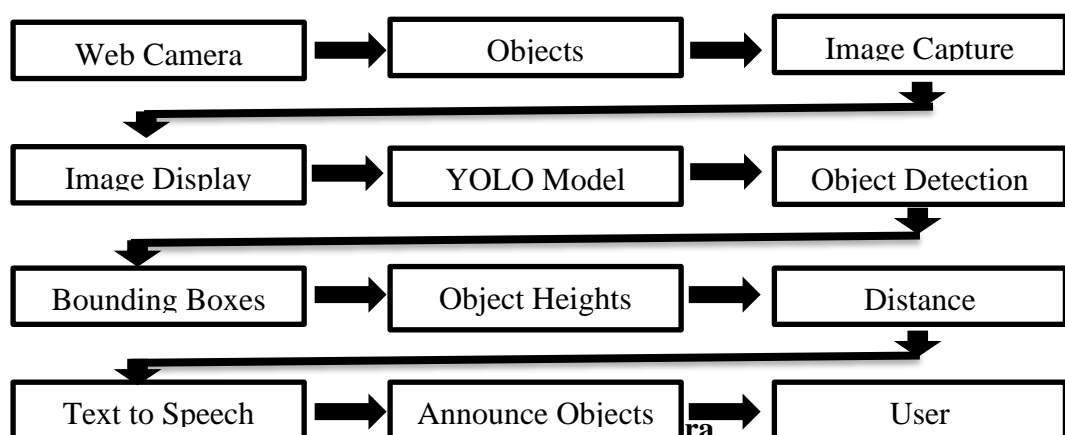 Web Camera
Objects
Image Capture
Image Display
YOLO Model
Object Detection
Bounding Boxes
Object Heights
Distance
Text to Speech
Announce Objects
User
ra